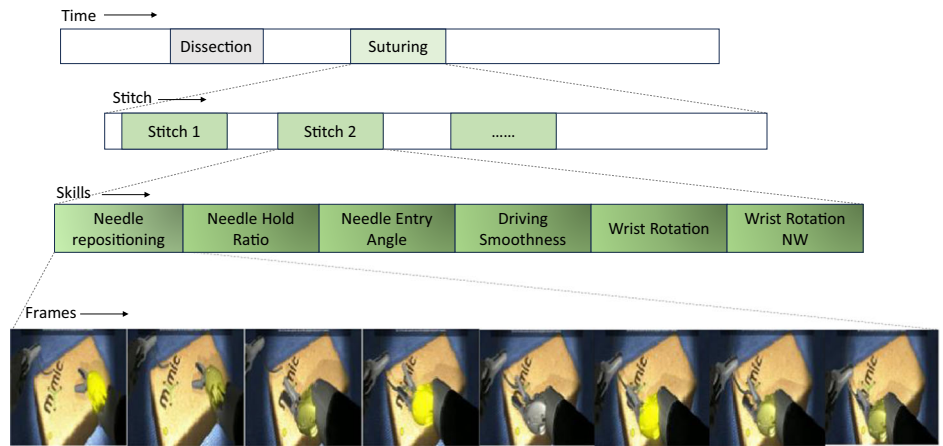 Time
Dissection
Suturing
Stitch
Stitch 1
Stitch 2
......
Skills
Needle
repositioning
Needle Hold
Ratio
Needle Entry
Angle
Driving
Smoothness
Wrist Rotation
Wrist Rotation
NW
Frames
mimic